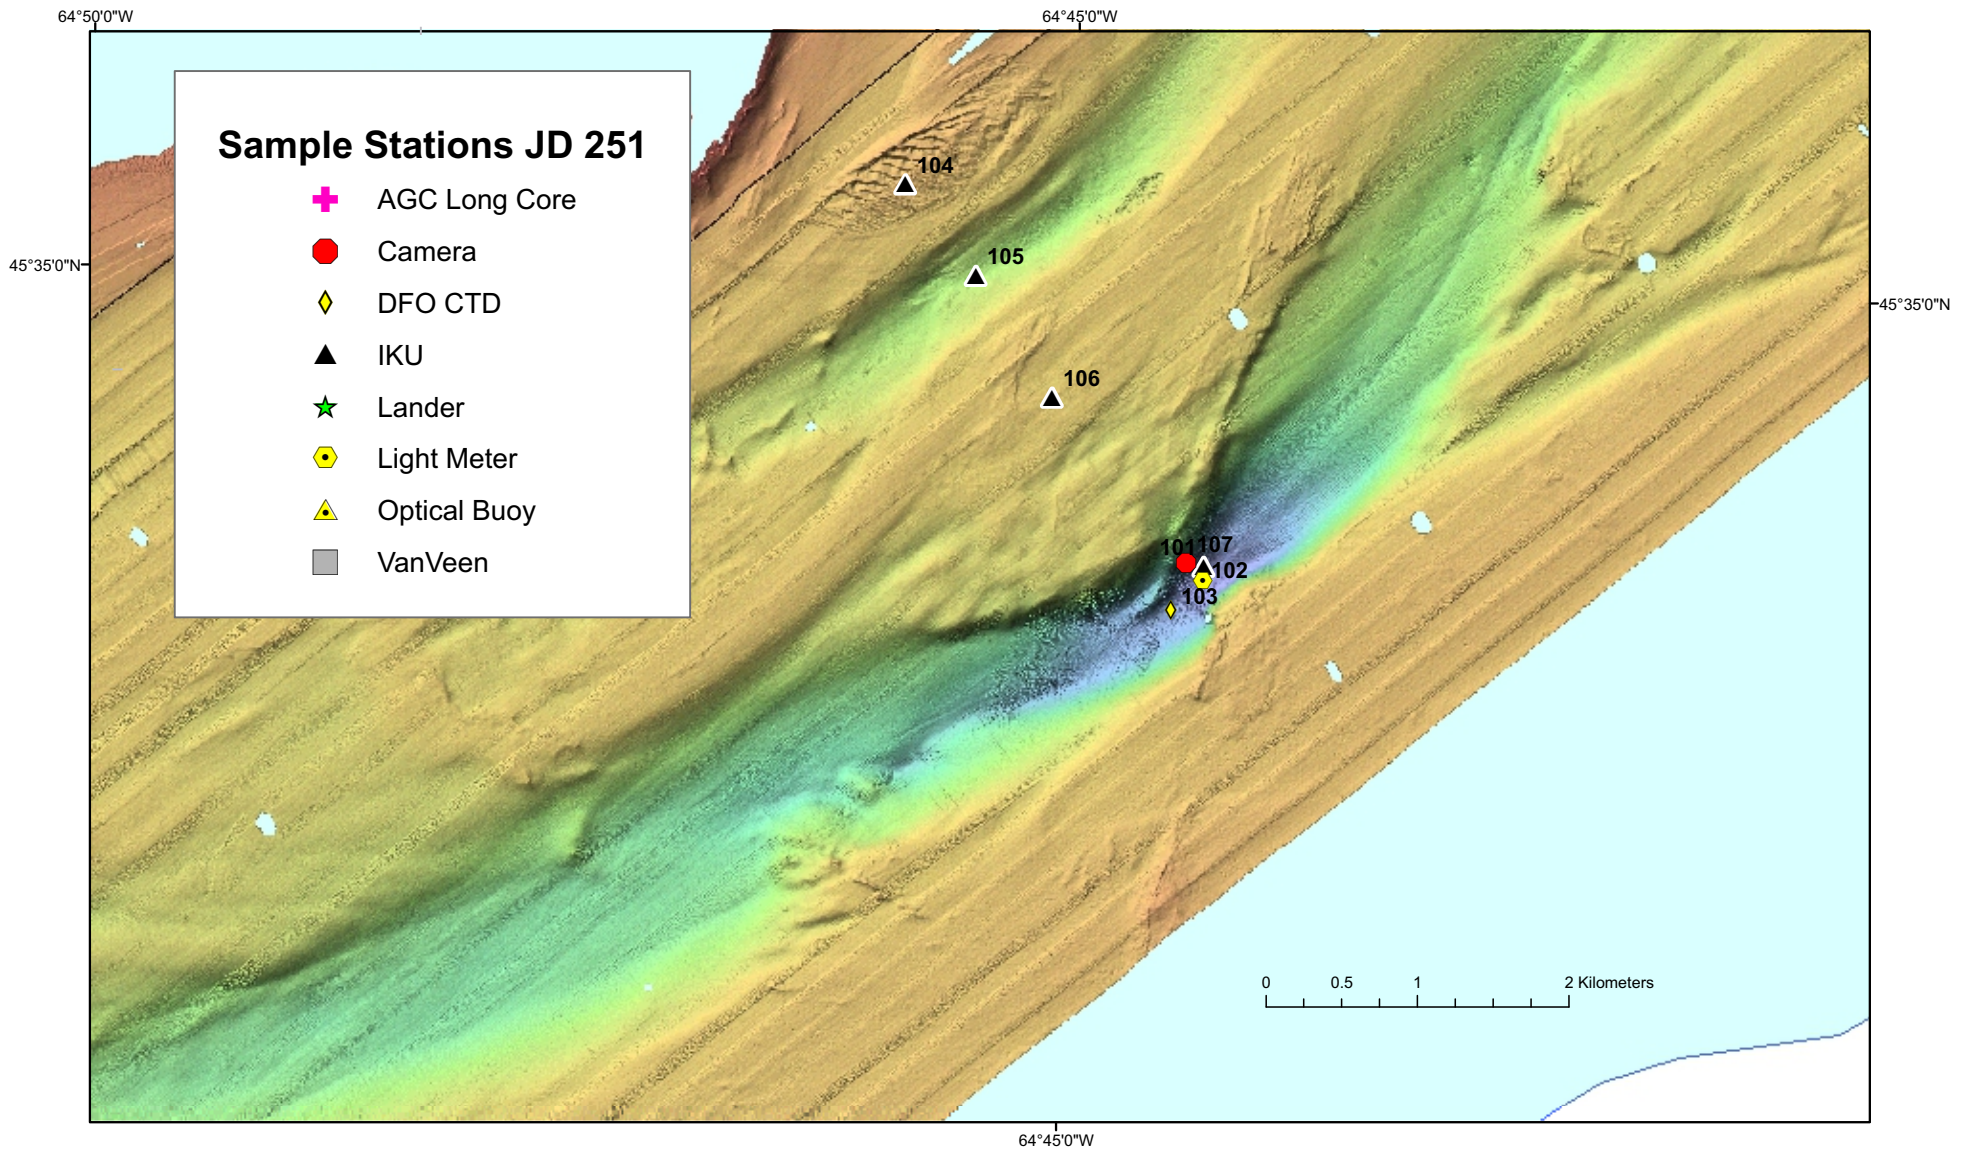 64°50'0"W
64°45'0"W
Sample Stations JD 251
AGC Long Core
Camera
DFO CTD
IKU
Lander
Light Meter
Optical Buoy
VanVeen
104
105
45°35'0"N
45°35'0"N
106
101
107
102
103
0 0.5 1 2 Kilometers
64°45'0"W